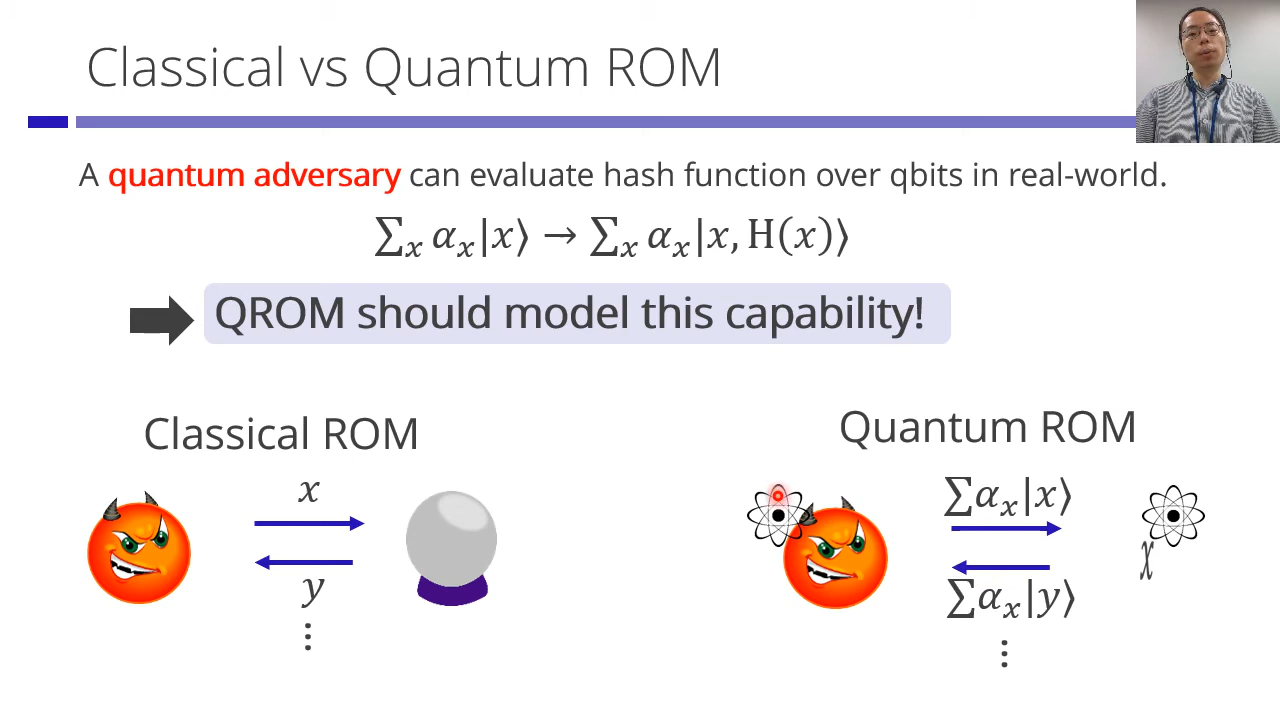 Classical vs Quantum ROM
A quantum adversary can evaluate hash function over qbits in real-world.
∑ₓ αₓ|x⟩ → ∑ₓ αₓ|x, H(x)⟩
QROM should model this capability!
Classical ROM
x
y
⋮
Quantum ROM
∑αₓ|x⟩
x
∑αₓ|y⟩
⋮